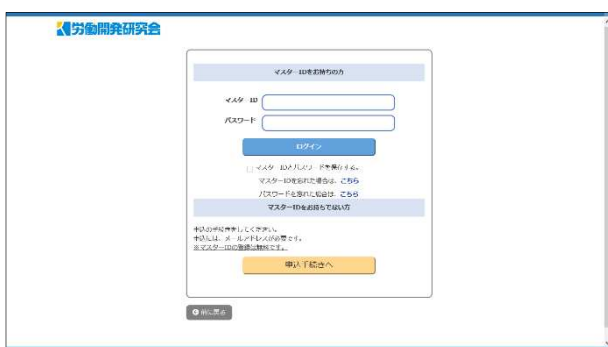 労働開発研究会
マスターIDをお持ちの方
マスターID
パスワード
ログイン
マスターIDとパスワードを保存する。
マスターIDを忘れた場合は、こちら
パスワードを忘れた場合は、こちら
マスターIDをお持ちでない方
申込の手続きをしてください。
申込には、メールアドレスが必要です。
※マスターIDの登録は無料です。
申込手続きへ
前に戻る